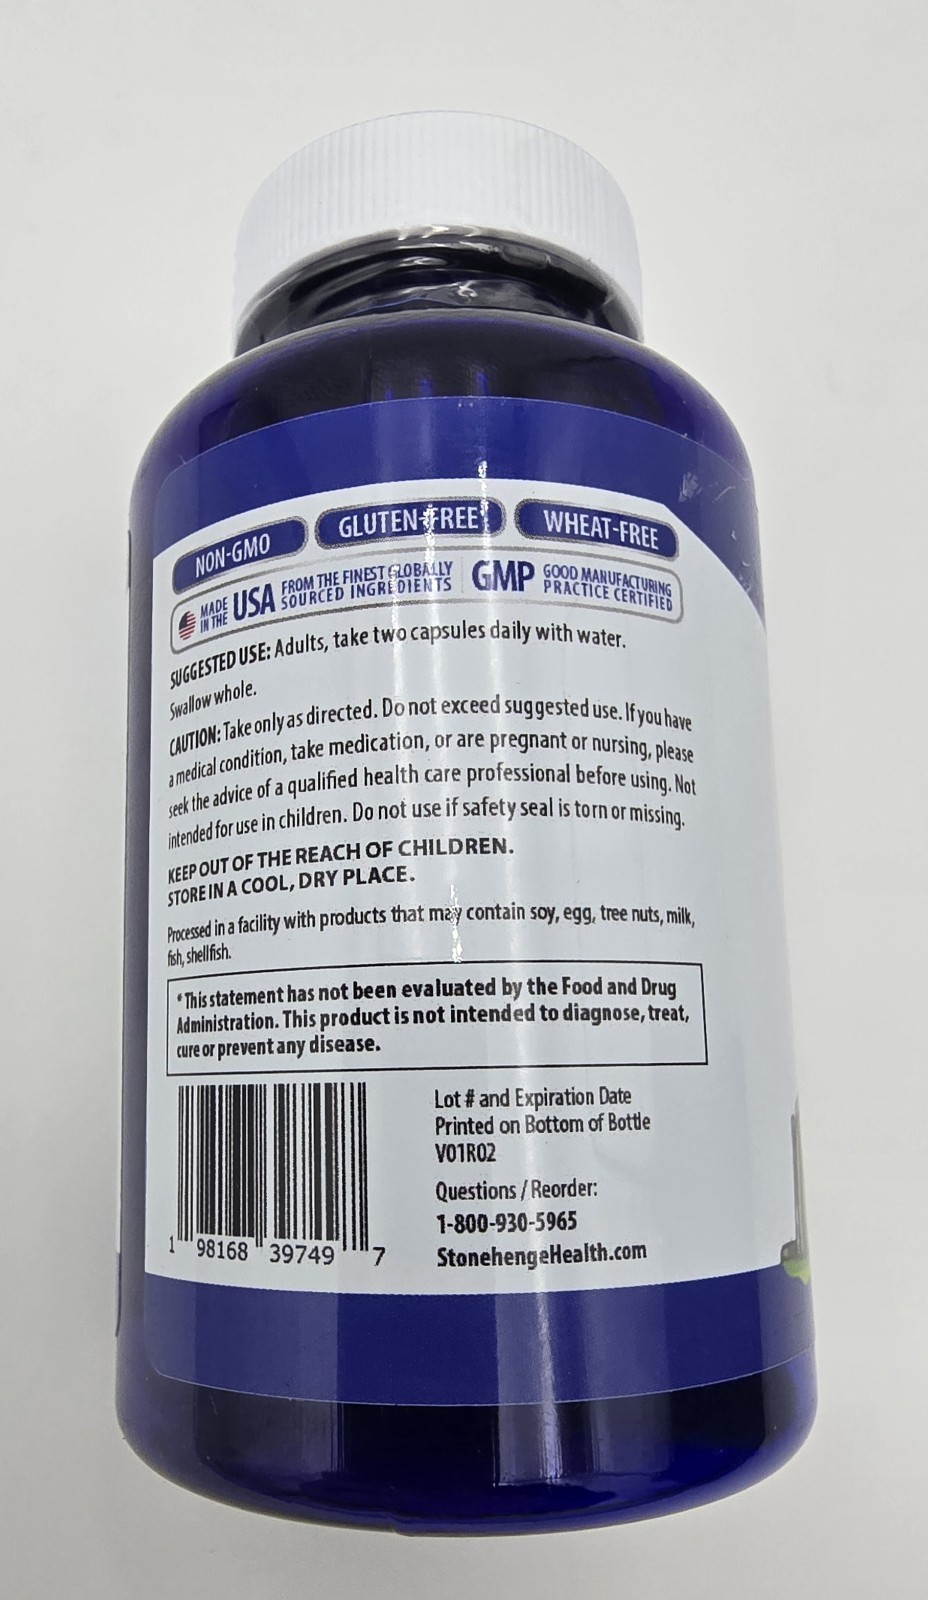 NON-GMO
GLUTEN-FREE
WHEAT-FREE
MADE IN THE USA FROM THE FINEST GLOBALLY SOURCED INGREDIENTS
GMP GOOD MANUFACTURING PRACTICE CERTIFIED
SUGGESTED USE: Adults, take two capsules daily with water.
Swallow whole.
CAUTION: Take only as directed. Do not exceed suggested use. If you have
a medical condition, take medication, or are pregnant or nursing, please
seek the advice of a qualified health care professional before using. Not
intended for use in children. Do not use if safety seal is torn or missing.
KEEP OUT OF THE REACH OF CHILDREN.
STORE IN A COOL, DRY PLACE.
Processed in a facility with products that may contain soy, egg, tree nuts, milk,
fish, shellfish.
*This statement has not been evaluated by the Food and Drug
Administration. This product is not intended to diagnose, treat,
cure or prevent any disease.
1 98168 39749 7
Lot # and Expiration Date
Printed on Bottom of Bottle
V01R02
Questions / Reorder:
1-800-930-5965
StonehengeHealth.com